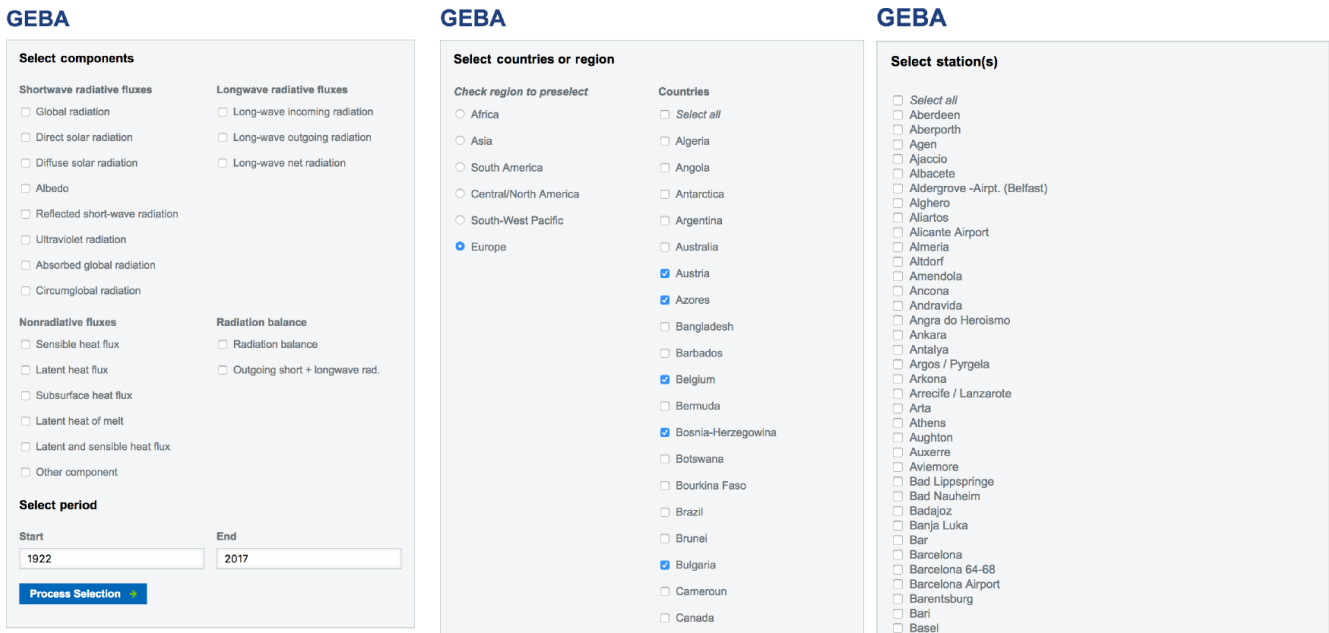 GEBA
Select components
Shortwave radiative fluxes
Global radiation
Direct solar radiation
Diffuse solar radiation
Albedo
Reflected short-wave radiation
Ultraviolet radiation
Absorbed global radiation
Circumglobal radiation
Longwave radiative fluxes
Long-wave incoming radiation
Long-wave outgoing radiation
Long-wave net radiation
Nonradiative fluxes
Sensible heat flux
Latent heat flux
Subsurface heat flux
Latent heat of melt
Latent and sensible heat flux
Other component
Radiation balance
Radiation balance
Outgoing short + longwave rad.
Select period
Start
1922
End
2017
Process Selection
GEBA
Select countries or region
Check region to preselect
Africa
Asia
South America
Central/North America
South-West Pacific
Europe
Countries
Select all
Algeria
Angola
Antarctica
Argentina
Australia
Austria
Azores
Bangladesh
Barbados
Belgium
Bermuda
Bosnia-Herzegowina
Botswana
Bourkina Faso
Brazil
Brunei
Bulgaria
Cameroun
Canada
GEBA
Select station(s)
Select all
Aberdeen
Aberporth
Agen
Ajaccio
Albacete
Aldergrove -Airpt. (Belfast)
Alghero
Aliartos
Alicante Airport
Almeria
Altdorf
Amendola
Ancona
Andravida
Angra do Heroismo
Ankara
Antalya
Argos / Pyrgela
Arkona
Arrecife / Lanzarote
Arta
Athens
Aughton
Auxerre
Aviemore
Bad Lippspringe
Bad Nauheim
Badajoz
Banja Luka
Bar
Barcelona
Barcelona 64-68
Barcelona Airport
Barentsburg
Bari
Basel